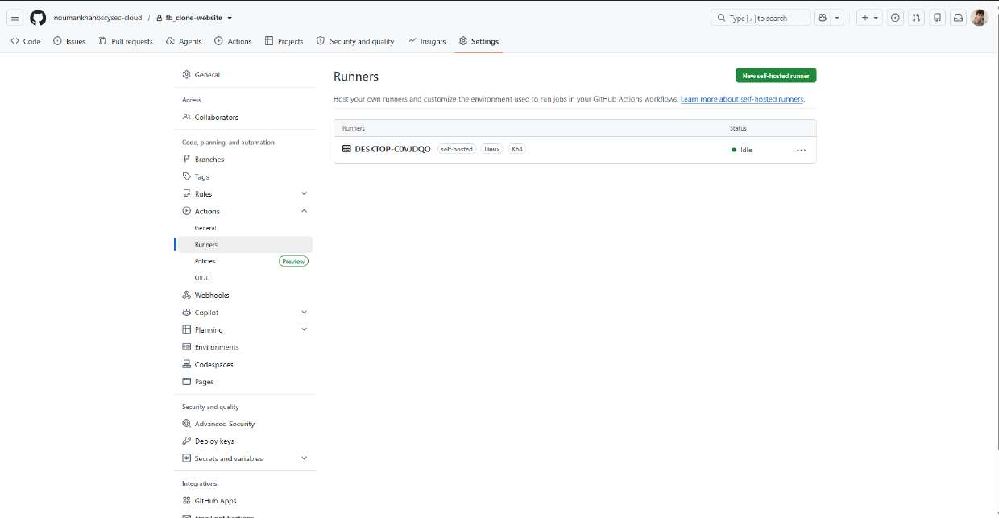 noumankhanbscysec-cloud / fb_clone-website
Type / to search
Code Issues Pull requests Agents Actions Projects Security and quality Insights Settings
General
Access
Collaborators
Code, planning, and automation
Branches
Tags
Rules
Actions
General
Runners
Policies Preview
OIDC
Webhooks
Copilot
Planning
Environments
Codespaces
Pages
Security and quality
Advanced Security
Deploy keys
Secrets and variables
Integrations
GitHub Apps
Email notifications
Runners
New self-hosted runner
Host your own runners and customize the environment used to run jobs in your GitHub Actions workflows. Learn more about self-hosted runners.
Runners Status
DESKTOP-C0VJDQO self-hosted Linux X64 Idle